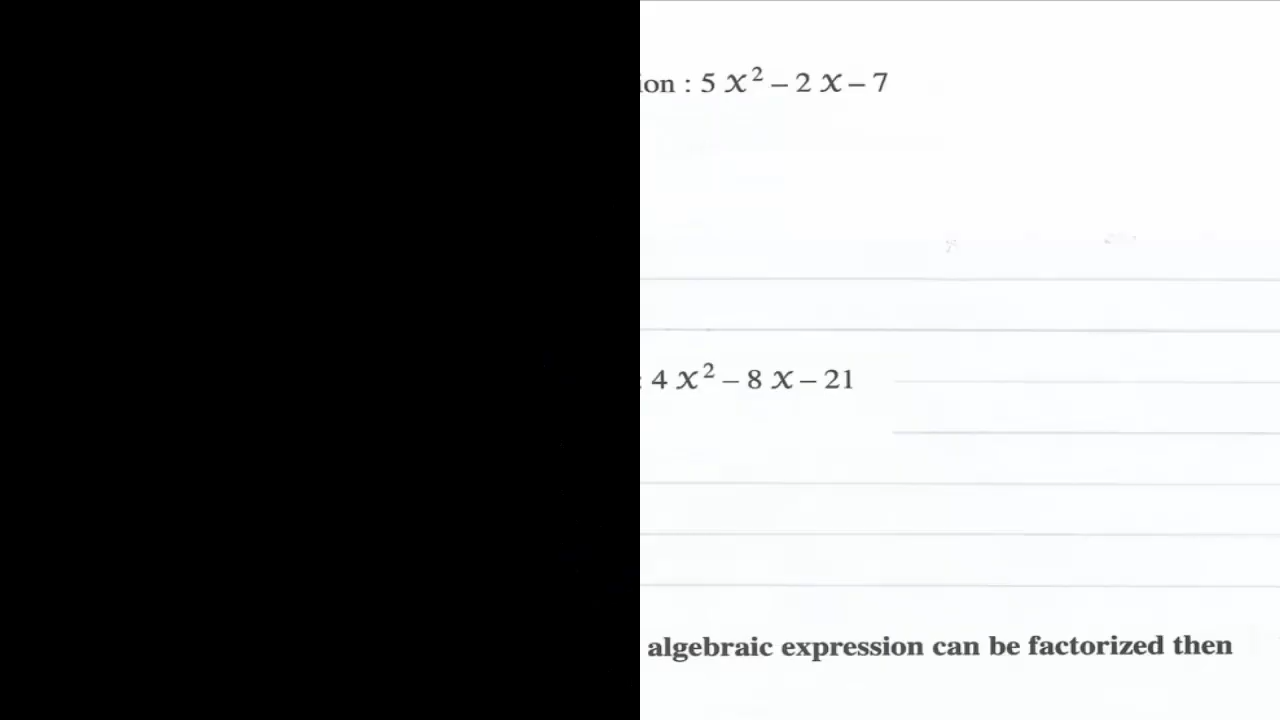 ion : 5 x² – 2 x – 7
: 4 x² – 8 x – 21
algebraic expression can be factorized then